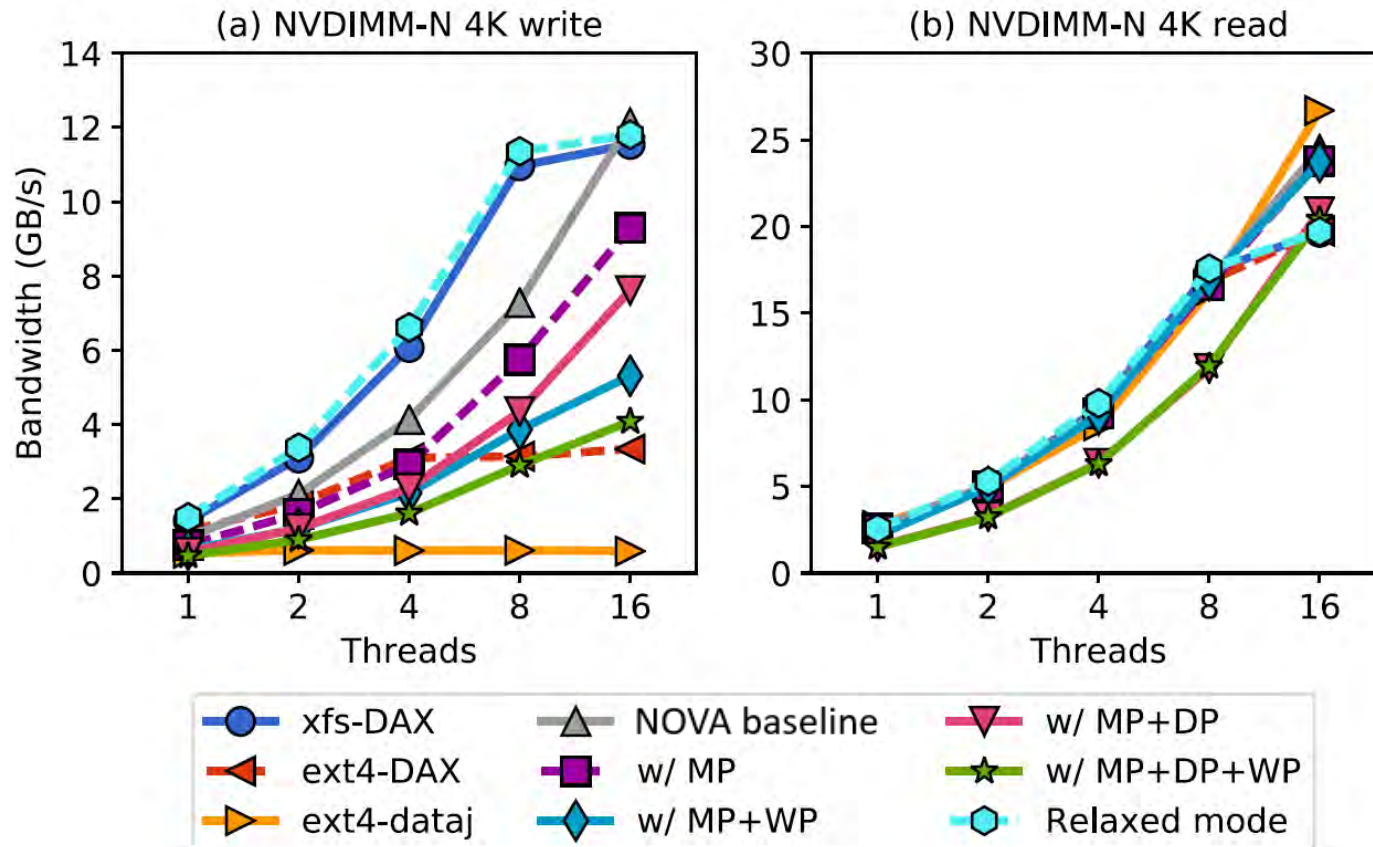 (a) NVDIMM-N 4K write
(b) NVDIMM-N 4K read
Bandwidth (GB/s)
14
12
10
8
6
4
2
0
1 2 4 8 16
Threads
30
25
20
15
10
5
0
1 2 4 8 16
Threads
xfs-DAX
ext4-DAX
ext4-dataj
NOVA baseline
w/ MP
w/ MP+WP
w/ MP+DP
w/ MP+DP+WP
Relaxed mode